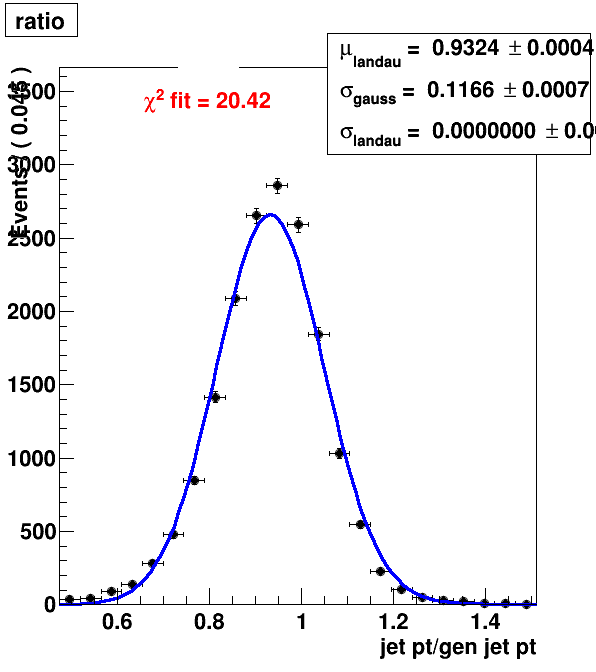 ratio
μlandau = 0.9324 ± 0.0004
σgauss = 0.1166 ± 0.0007
σlandau = 0.0000000 ± 0.0
χ2 fit = 20.42
Events / ( 0.045 )
3500
3000
2500
2000
1500
1000
500
0
0.6 0.8 1 1.2 1.4
jet pt/gen jet pt